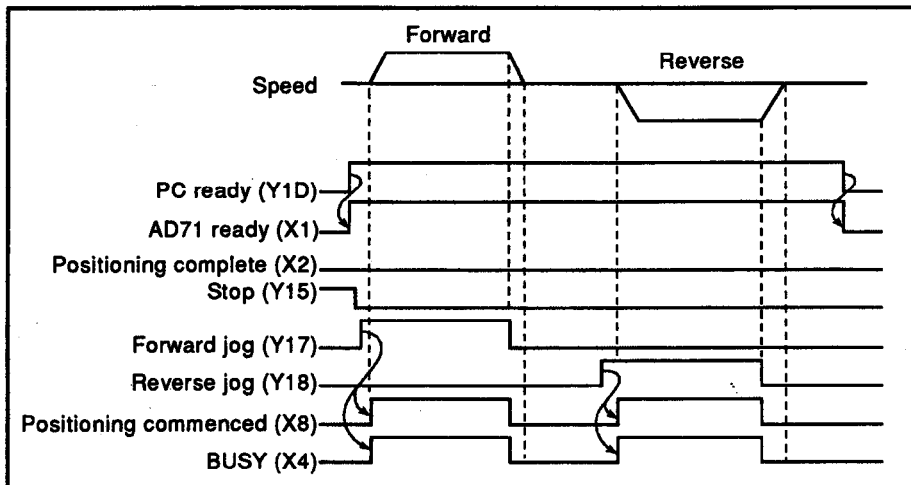 Forward
Reverse
Speed
PC ready (Y1D)
AD71 ready (X1)
Positioning complete (X2)
Stop (Y15)
Forward jog (Y17)
Reverse jog (Y18)
Positioning commenced (X8)
BUSY (X4)